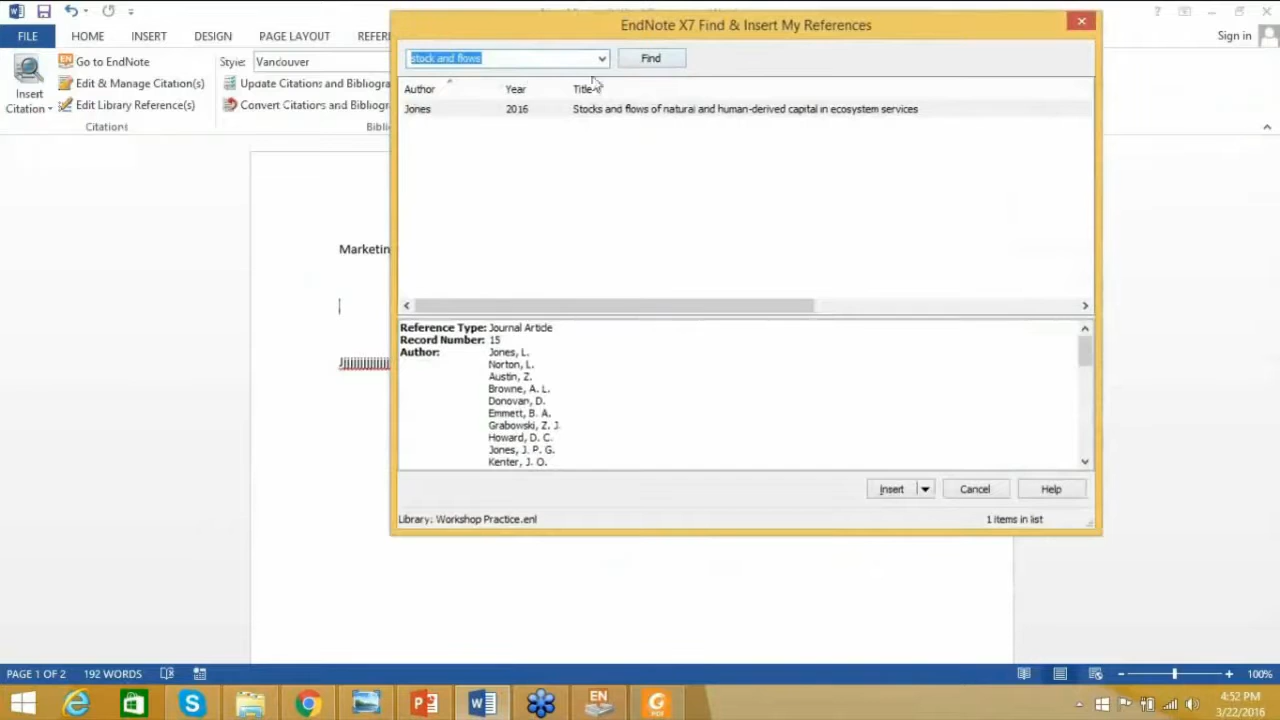 EndNote X7 Find & Insert My References
FILE HOME INSERT DESIGN PAGE LAYOUT
Sign in
stock and flows Find
Insert Citation
Go to EndNote
Edit & Manage Citation(s)
Edit Library Reference(s)
Citations
Style: Vancouver
Update Citations and Bibliogra
Convert Citations and Bibliogra
Author Year Title
Jones 2016 Stocks and flows of natural and human-derived capital in ecosystem services
Marketin
Reference Type: Journal Article
Record Number: 15
Author: Jones, L.
Norton, L.
Austin, Z.
Browne, A. L.
Donovan, D.
Emmett, B. A.
Grabowski, Z. J.
Howard, D. C.
Jones, J. P. G.
Kenter, J. O.
Insert Cancel Help
Library: Workshop Practice.enl 1 items in list
PAGE 1 OF 2 192 WORDS 100%
EN
4:52 PM
3/22/2016